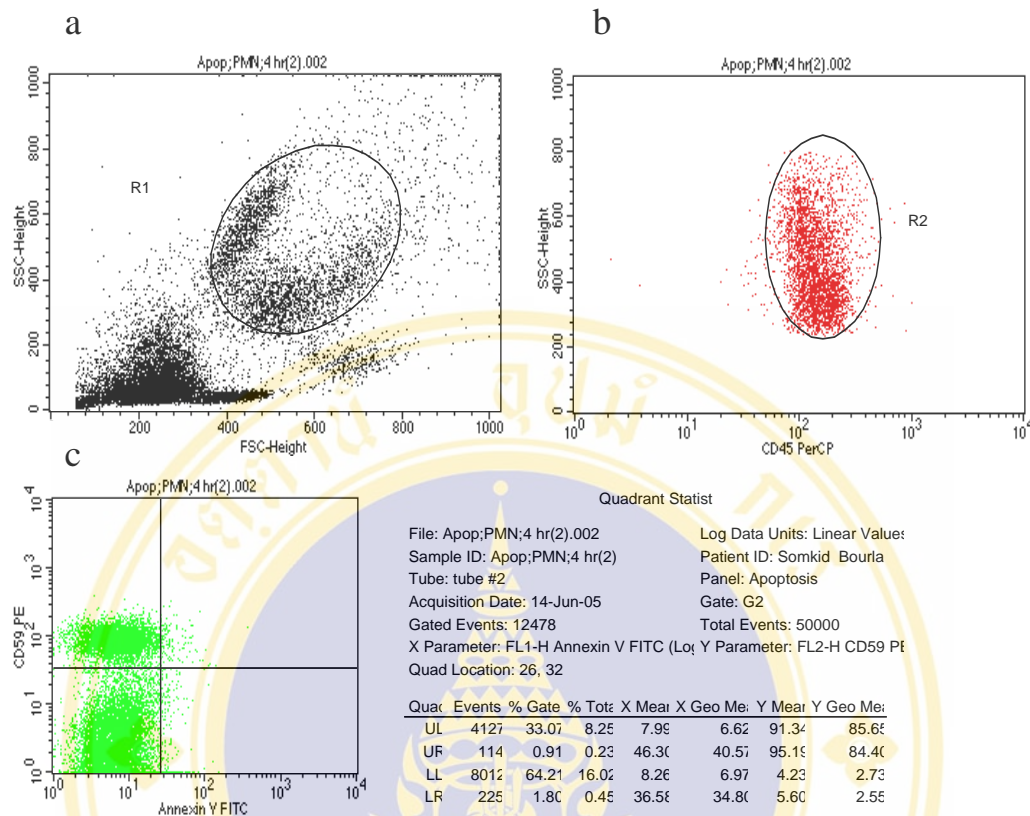 a
Apop;PMN;4 hr(2).002
1000
800
600
400
200
0
SSC-Height
R1
200 400 600 800 1000
FSC-Height
b
Apop;PMN;4 hr(2).002
1000
800
600
400
200
0
SSC-Height
R2
10^0 10^1 10^2 10^3 10^4
CD45 PerCP
c
Apop;PMN;4 hr(2).002
10^4
10^3
10^2
10^1
10^0
CD59 PE
10^0 10^1 10^2 10^3 10^4
Annexin Y FITC
Quadrant Statist
File: Apop;PMN;4 hr(2).002 Log Data Units: Linear Values
Sample ID: Apop;PMN;4 hr(2) Patient ID: Somkid Bourla
Tube: tube #2 Panel: Apoptosis
Acquisition Date: 14-Jun-05 Gate: G2
Gated Events: 12478 Total Events: 50000
X Parameter: FL1-H Annexin V FITC (Log Y Parameter: FL2-H CD59 PE
Quad Location: 26, 32
Quad Events % Gate % Tota X Mean X Geo Mea Y Mean Y Geo Mea
UL 4127 33.07 8.25 7.99 6.62 91.34 85.65
UR 114 0.91 0.23 46.30 40.57 95.19 84.40
LL 8012 64.21 16.02 8.26 6.97 4.23 2.73
LR 225 1.80 0.45 36.58 34.80 5.60 2.55